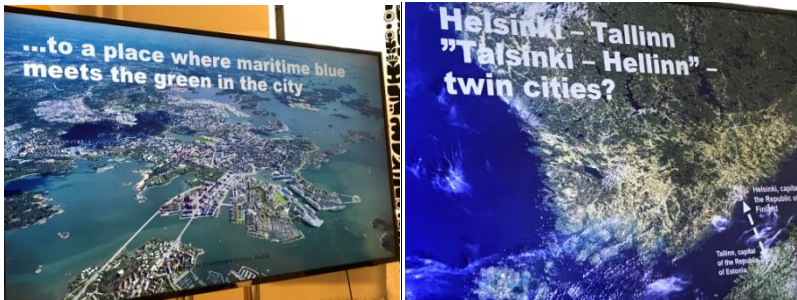 ...to a place where maritime blue
meets the green in the city
Helsinki – Tallinn
"Talsinki – Hellinn" –
twin cities?
Helsinki, capital
the Republic of
Finland
Tallinn, capital
of the Republic
of Estonia